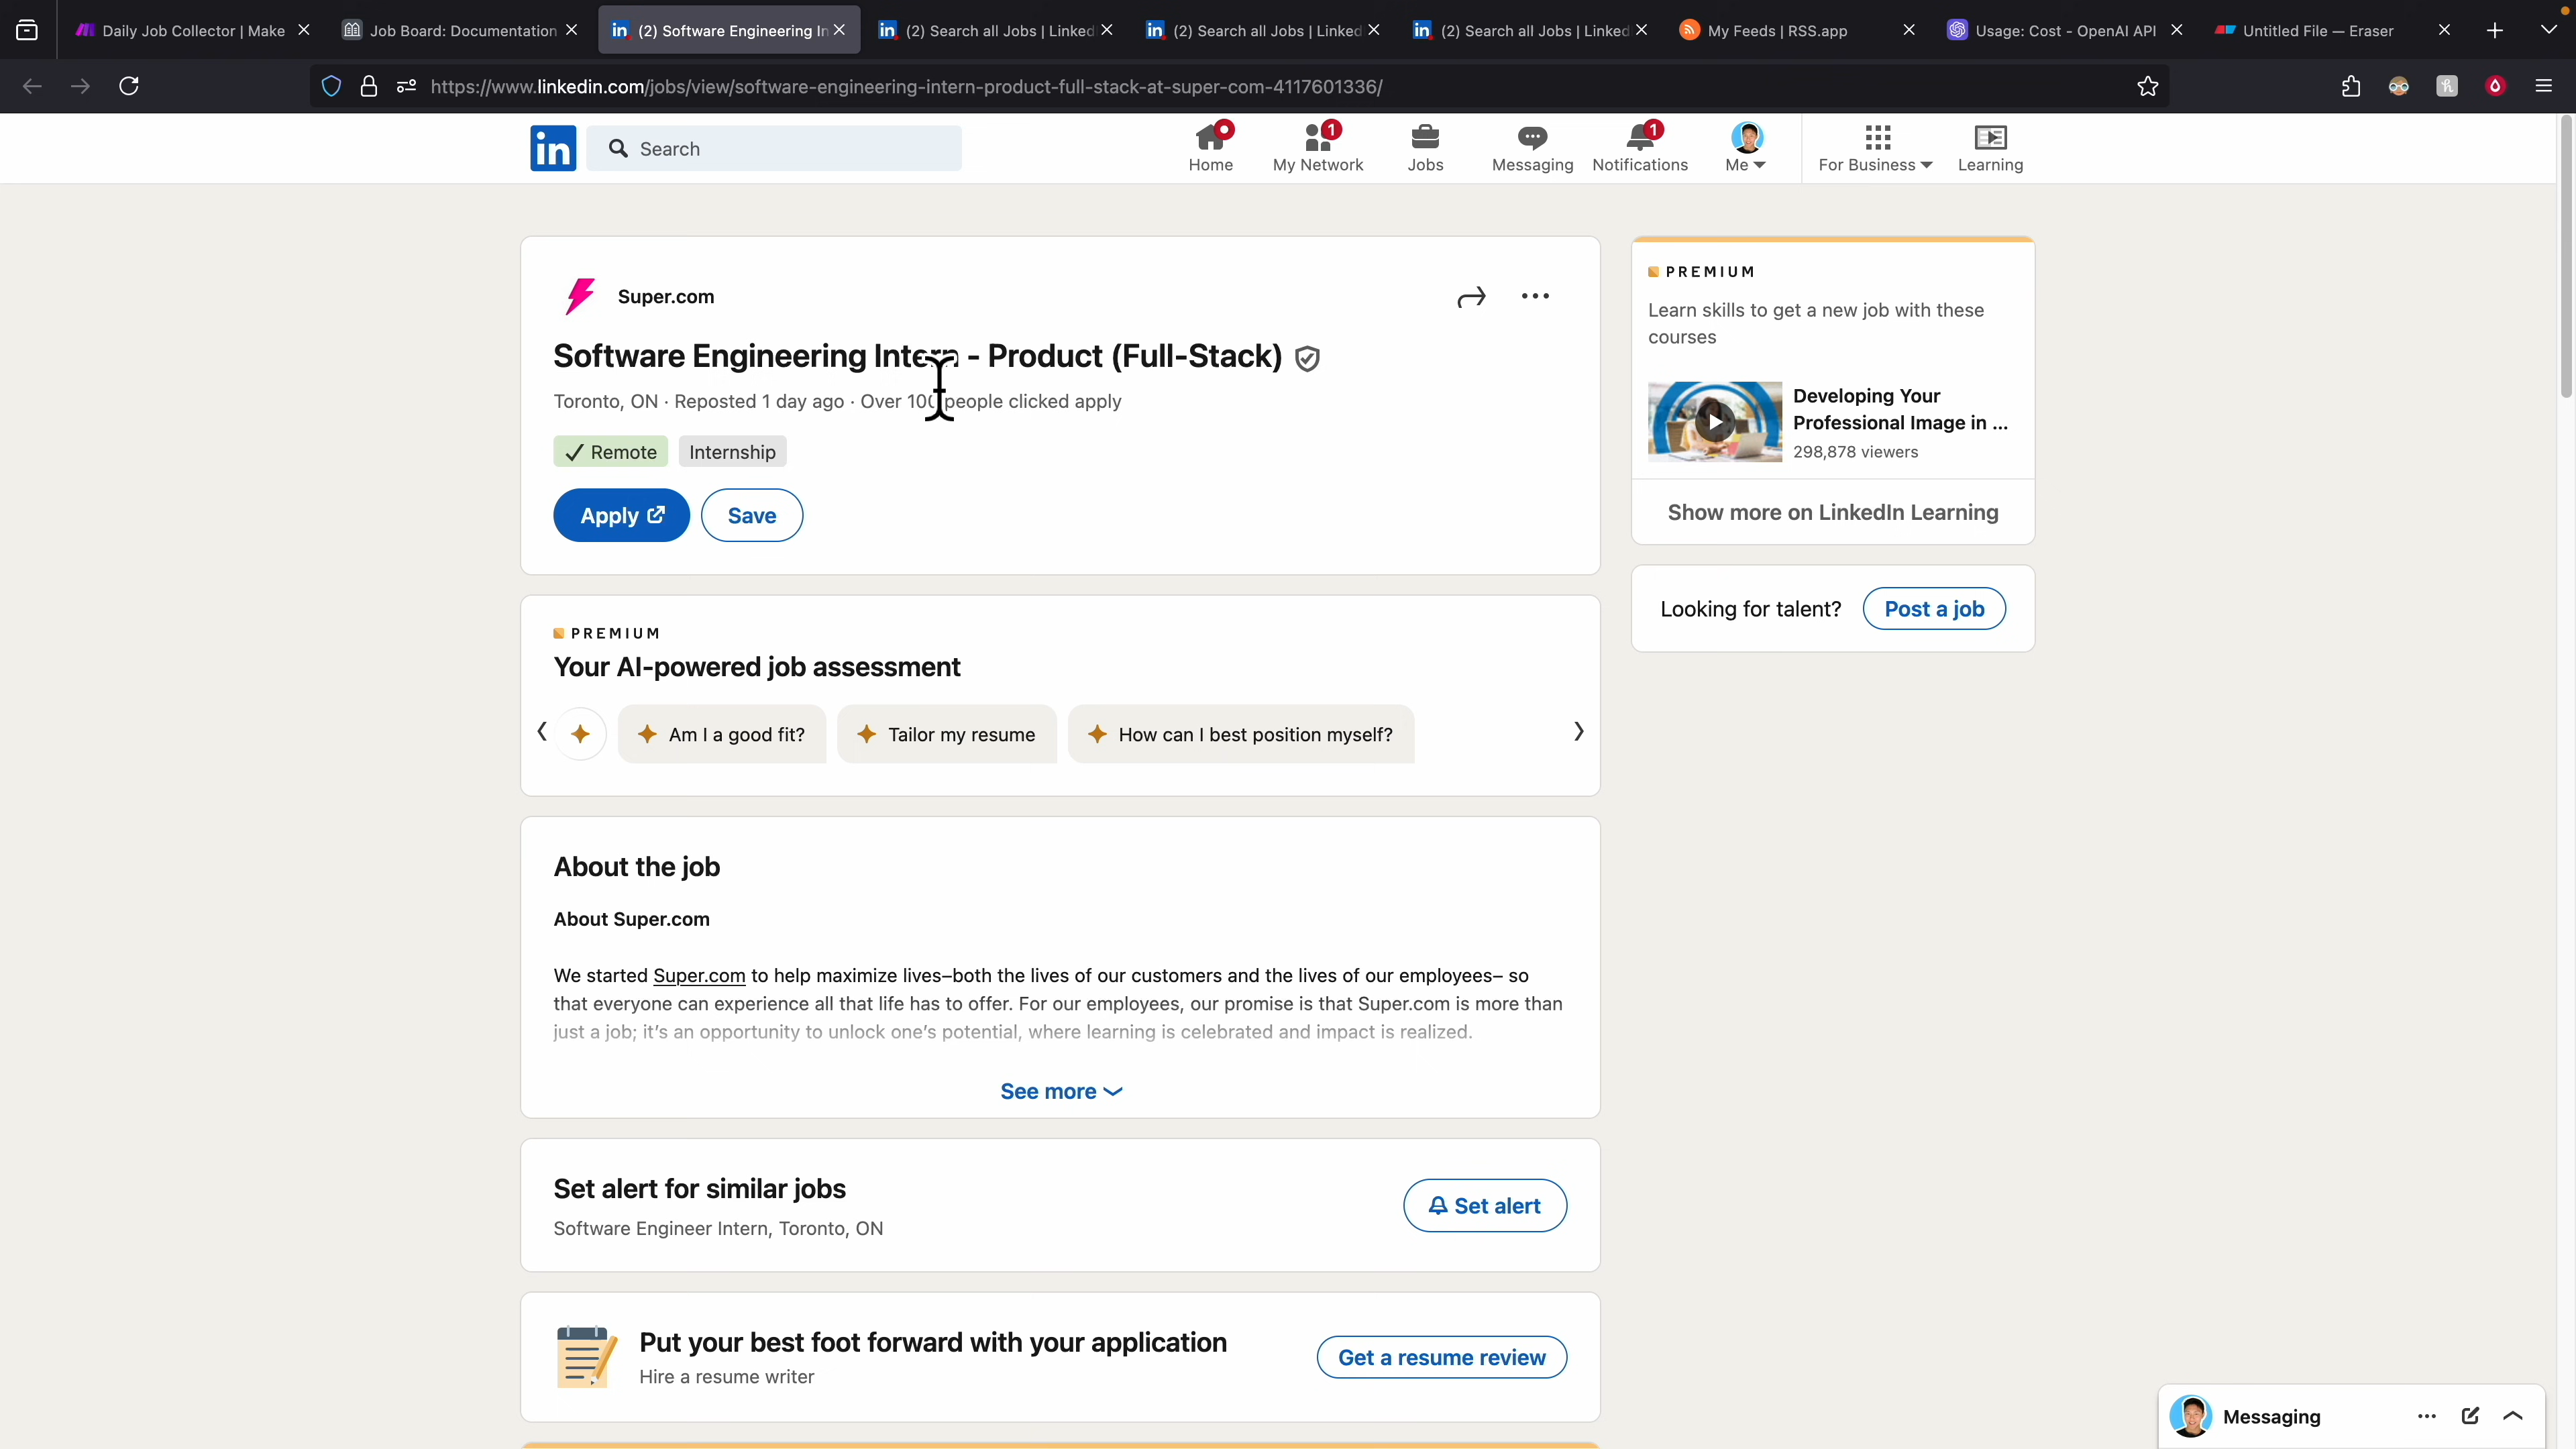 Daily Job Collector | Make
Job Board: Documentation
(2) Software Engineering In
(2) Search all Jobs | Linked
(2) Search all Jobs | Linked
(2) Search all Jobs | Linked
My Feeds | RSS.app
Usage: Cost - OpenAI API
Untitled File — Eraser
https://www.linkedin.com/jobs/view/software-engineering-intern-product-full-stack-at-super-com-4117601336/
in
Search
Home
1
My Network
Jobs
Messaging
1
Notifications
Me
For Business
Learning
Super.com
Software Engineering Intern - Product (Full-Stack)
Toronto, ON · Reposted 1 day ago · Over 100 people clicked apply
Remote
Internship
Apply
Save
PREMIUM
Learn skills to get a new job with these
courses
Developing Your
Professional Image in ...
298,878 viewers
Show more on LinkedIn Learning
Looking for talent?
Post a job
PREMIUM
Your AI-powered job assessment
Am I a good fit?
Tailor my resume
How can I best position myself?
About the job
About Super.com
We started Super.com to help maximize lives–both the lives of our customers and the lives of our employees– so
that everyone can experience all that life has to offer. For our employees, our promise is that Super.com is more than
just a job; it's an opportunity to unlock one's potential, where learning is celebrated and impact is realized.
See more
Set alert for similar jobs
Software Engineer Intern, Toronto, ON
Set alert
Put your best foot forward with your application
Hire a resume writer
Get a resume review
Messaging